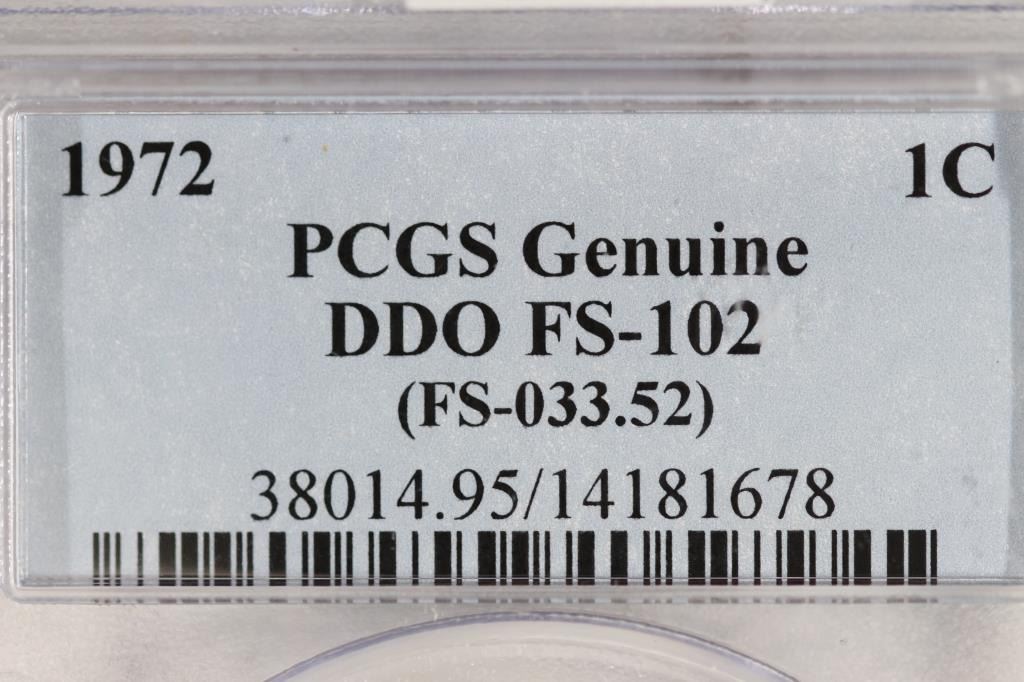 1972 1C
PCGS Genuine
DDO FS-102
(FS-033.52)
38014.95/14181678